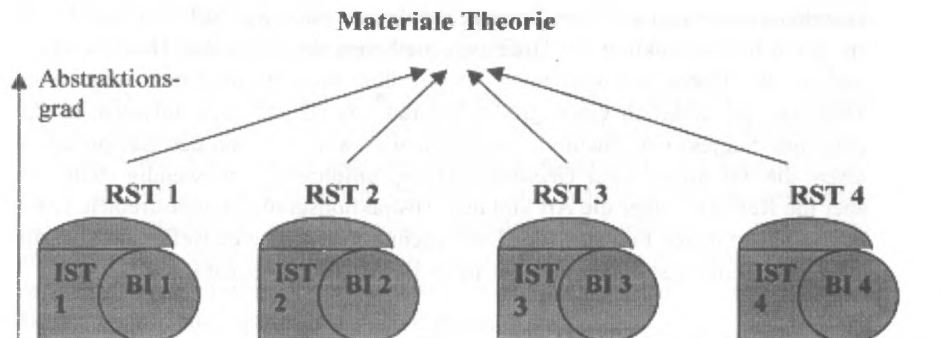 Materiale Theorie
Abstraktions-
grad
RST 1 RST 2 RST 3 RST 4
IST BI 1 IST BI 2 IST BI 3 IST BI 4
1 2 3 4